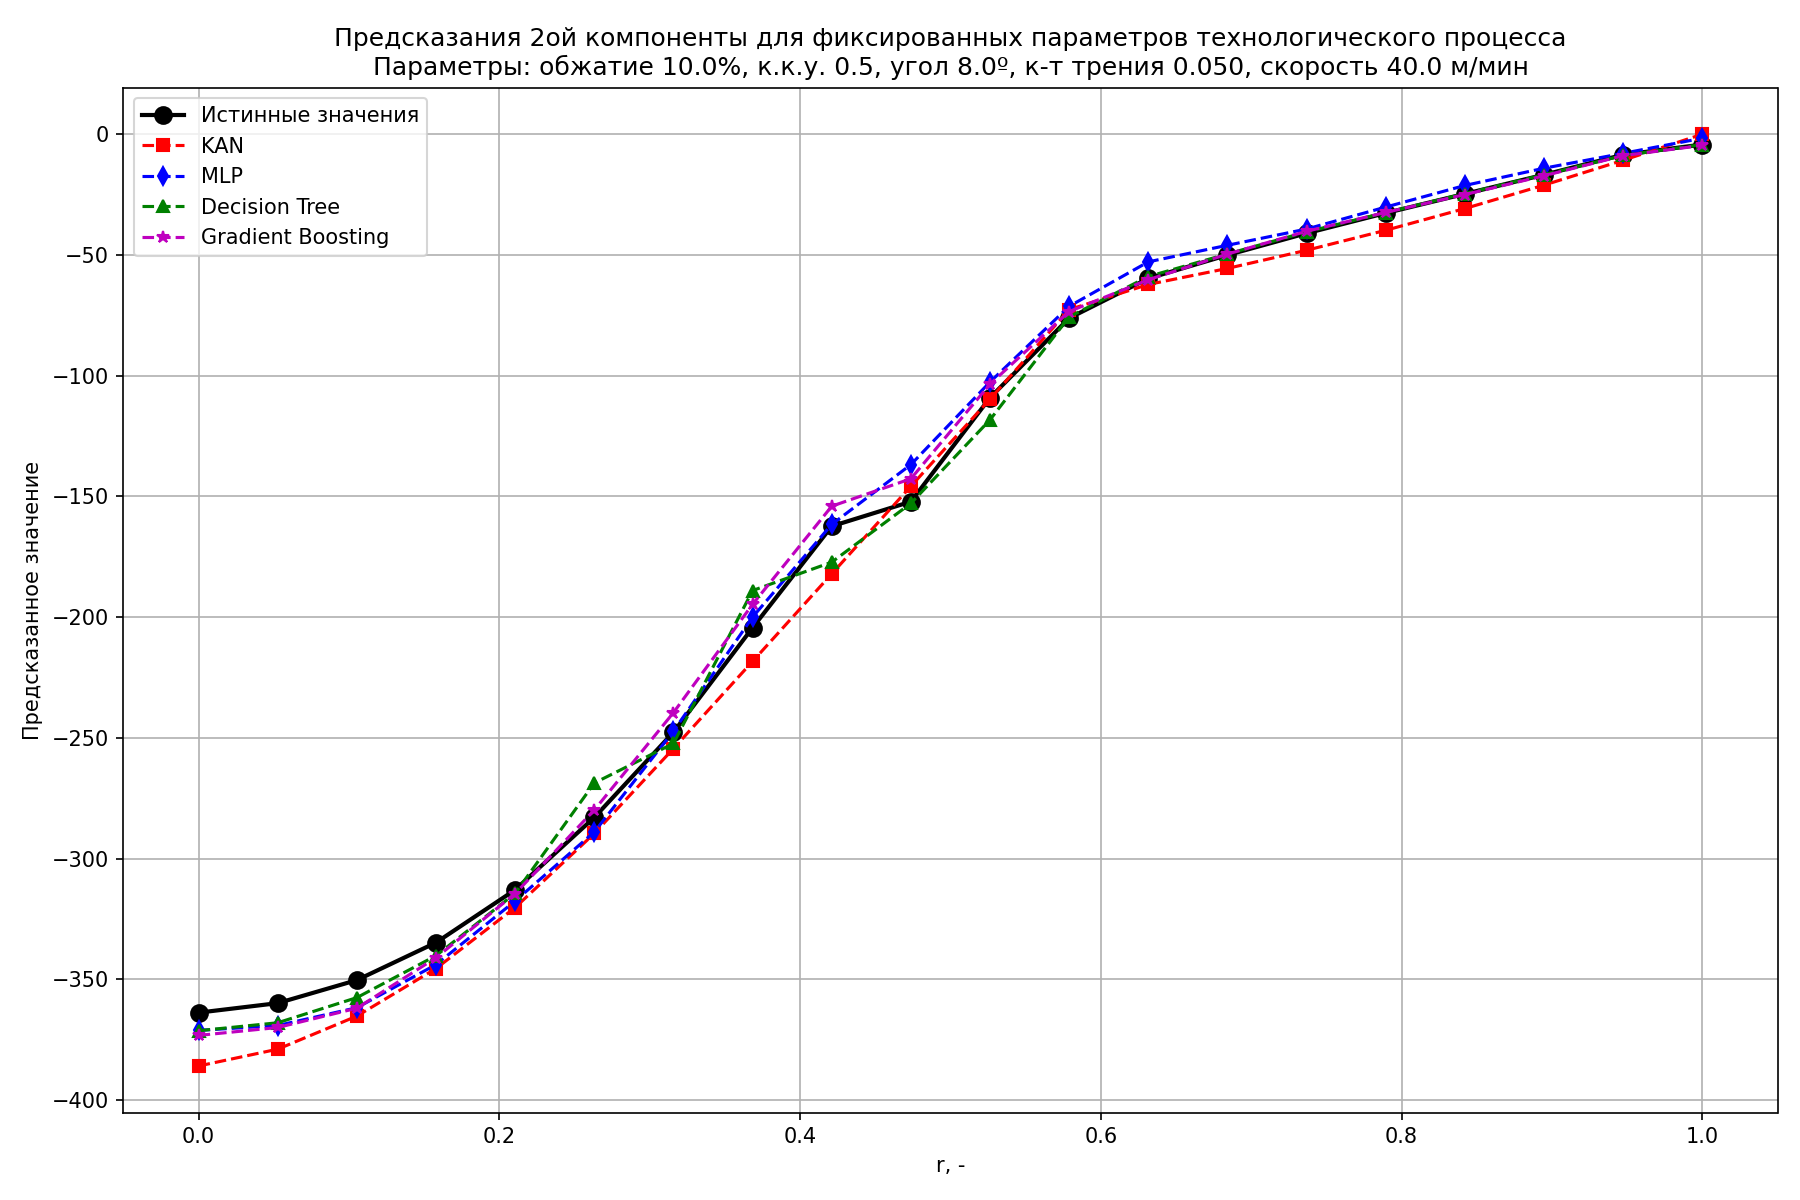 Предсказания 2ой компоненты для фиксированных параметров технологического процесса
Параметры: обжатие 10.0%, к.к.у. 0.5, угол 8.0º, к-т трения 0.050, скорость 40.0 м/мин
Истинные значения
KAN
MLP
Decision Tree
Gradient Boosting
Предсказанное значение
0
−50
−100
−150
−200
−250
−300
−350
−400
0.0
0.2
0.4
0.6
0.8
1.0
r, -